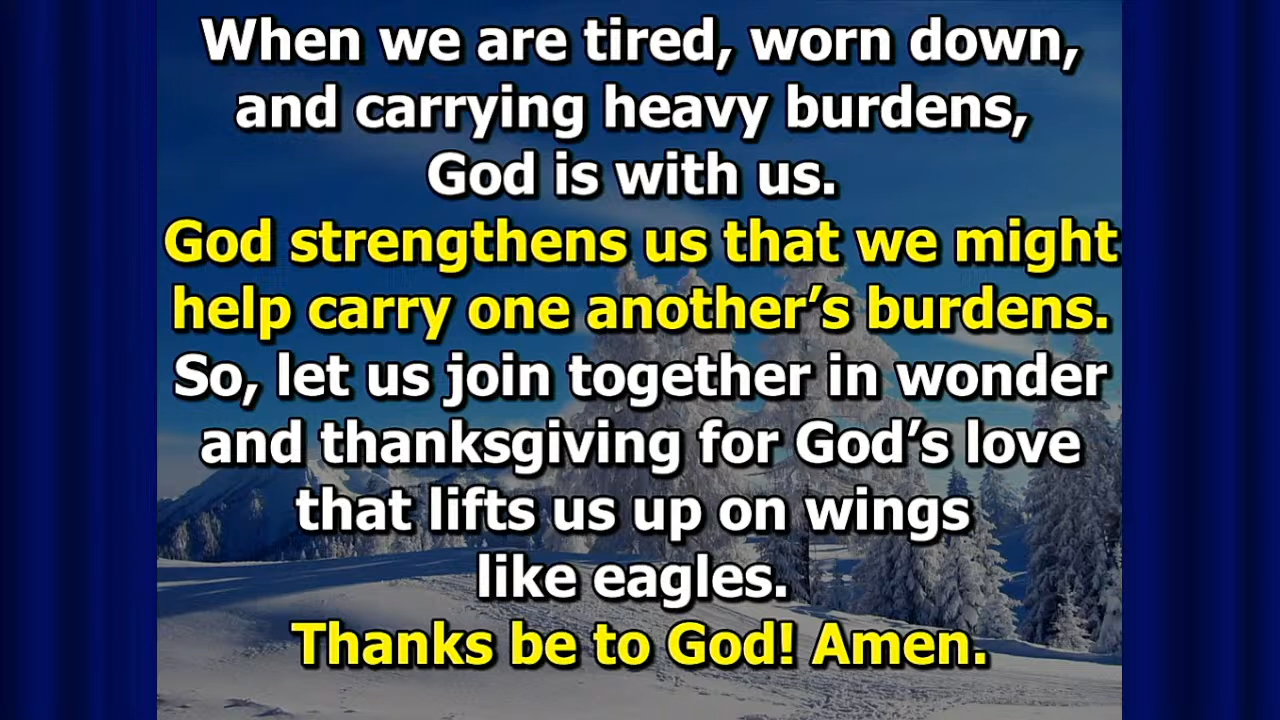 When we are tired, worn down,
and carrying heavy burdens,
God is with us.
God strengthens us that we might
help carry one another’s burdens.
So, let us join together in wonder
and thanksgiving for God’s love
that lifts us up on wings
like eagles.
Thanks be to God! Amen.